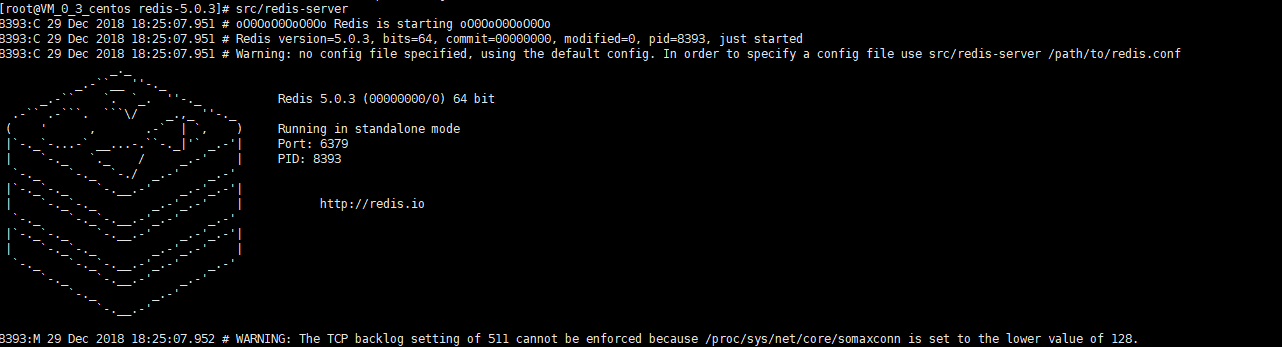 [root@VM_0_3_centos redis-5.0.3]# src/redis-server
8393:C 29 Dec 2018 18:25:07.951 # oO0OoO0OoO0Oo Redis is starting oO0OoO0OoO0Oo
8393:C 29 Dec 2018 18:25:07.951 # Redis version=5.0.3, bits=64, commit=00000000, modified=0, pid=8393, just started
8393:C 29 Dec 2018 18:25:07.951 # Warning: no config file specified, using the default config. In order to specify a config file use src/redis-server /path/to/redis.conf
Redis 5.0.3 (00000000/0) 64 bit
Running in standalone mode
Port: 6379
PID: 8393
http://redis.io
8393:M 29 Dec 2018 18:25:07.952 # WARNING: The TCP backlog setting of 511 cannot be enforced because /proc/sys/net/core/somaxconn is set to the lower value of 128.